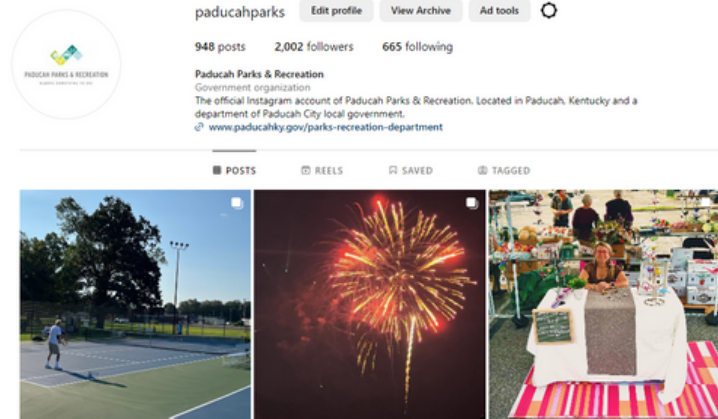 paducahparks Edit profile View Archive Ad tools
948 posts 2,002 followers 665 following
PADUCAH PARKS & RECREATION
Paducah Parks & Recreation
Government organization
The official Instagram account of Paducah Parks & Recreation. Located in Paducah, Kentucky and a
department of Paducah City local government.
www.paducahky.gov/parks-recreation-department
POSTS REELS SAVED TAGGED